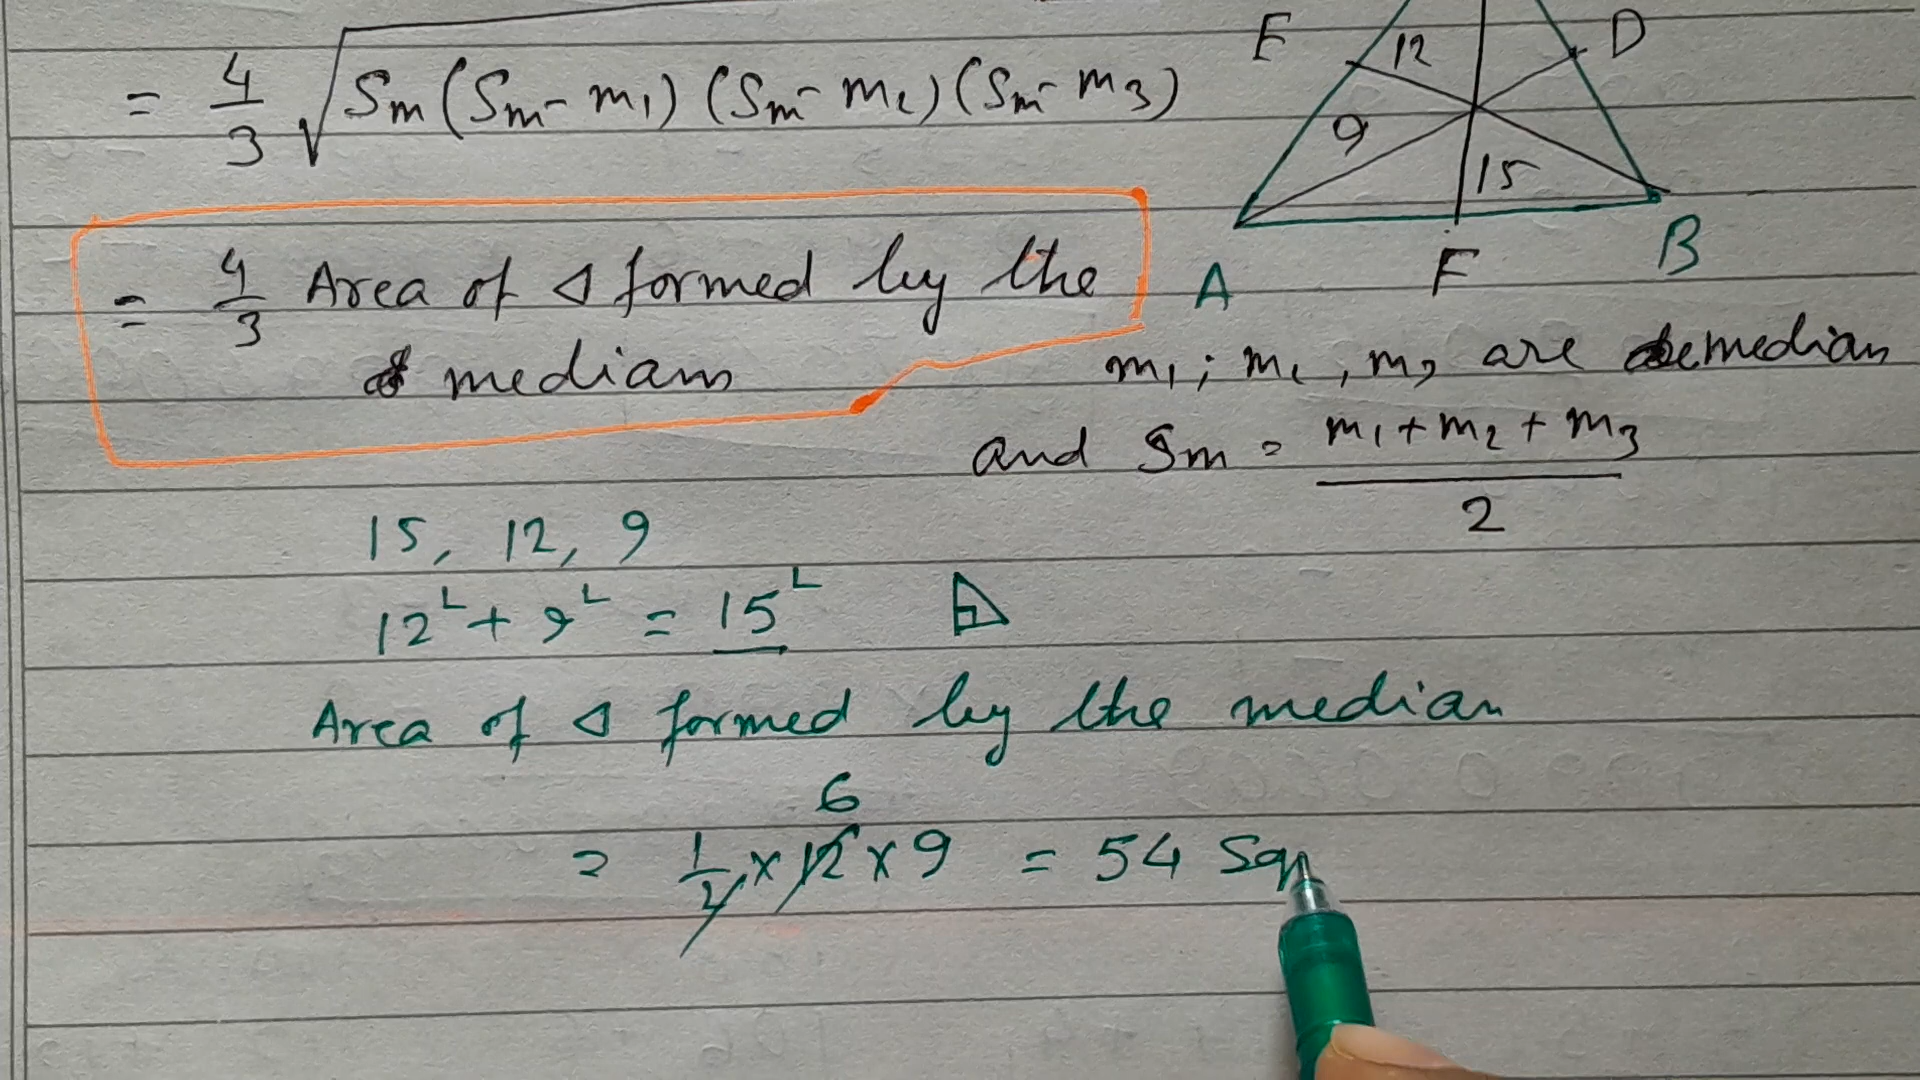 = 4/3 √Sm(Sm-m1)(Sm-m2)(Sm-m3)
E 12 D
9
15
A F B
= 4/3 Area of △ formed by the
medians
m1, m2, m3 are median
and Sm = (m1+m2+m3)/2
15, 12, 9
12² + 9² = 15²
Area of △ formed by the median
6
= 1/2 × 12 × 9 = 54 Sq